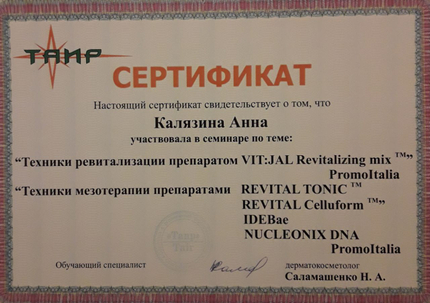 ТАИР
СЕРТИФИКАТ
Настоящий сертификат свидетельствует о том, что
Калязина Анна
участвовала в семинаре по теме:
“Техники ревитализации препаратом VIT:JAL Revitalizing mix ™”
PromoItalia
“Техники мезотерапии препаратами REVITAL TONIC ™
REVITAL Celluform ™”
IDEBae
NUCLEONIX DNA
PromoItalia
Обучающий специалист
дерматокосметолог
Саламашенко Н. А.